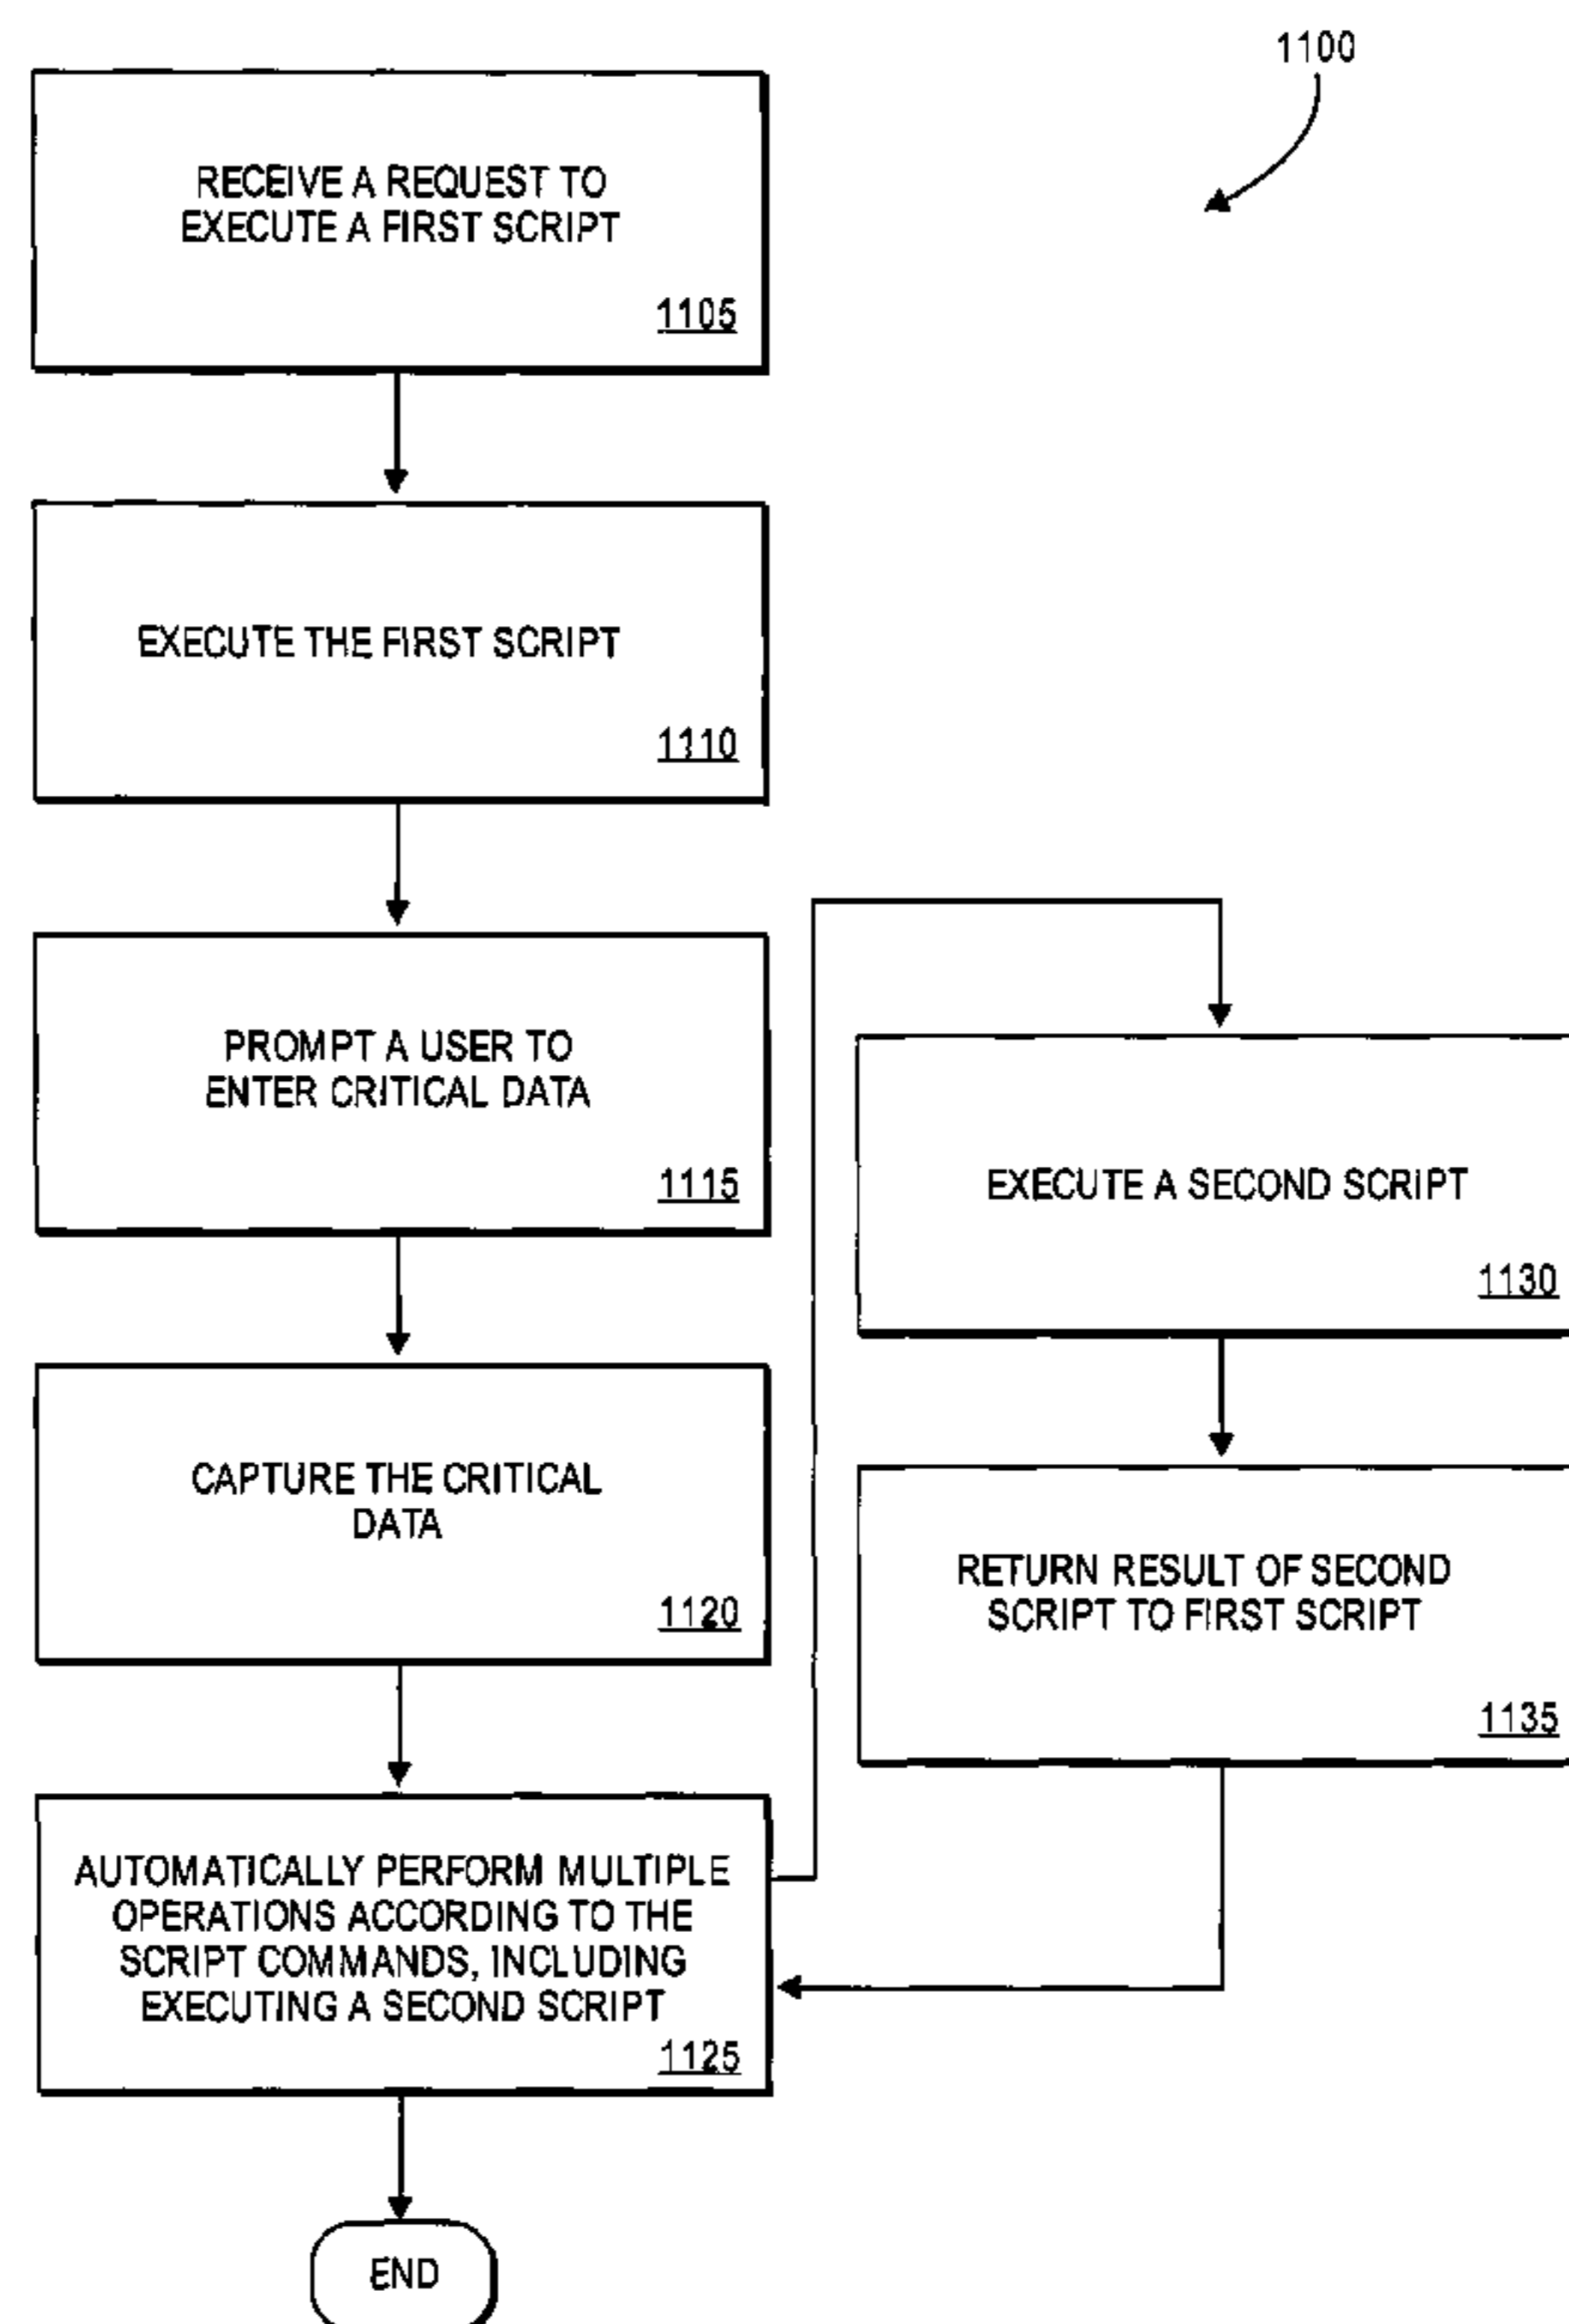 1100
RECEIVE A REQUEST TO
EXECUTE A FIRST SCRIPT
1105
EXECUTE THE FIRST SCRIPT
1110
PROMPT A USER TO
ENTER CRITICAL DATA
1115
CAPTURE THE CRITICAL
DATA
1120
AUTOMATICALLY PERFORM MULTIPLE
OPERATIONS ACCORDING TO THE
SCRIPT COMMANDS, INCLUDING
EXECUTING A SECOND SCRIPT
1125
EXECUTE A SECOND SCRIPT
1130
RETURN RESULT OF SECOND
SCRIPT TO FIRST SCRIPT
1135
END